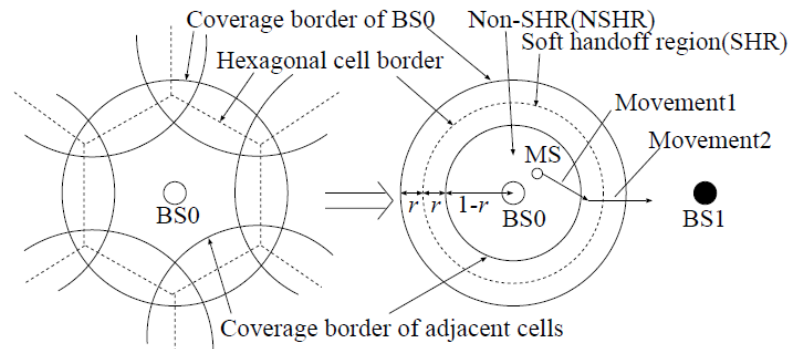 Coverage border of BS0
Hexagonal cell border
BS0
Non-SHR(NSHR)
Soft handoff region(SHR)
Movement1
Movement2
MS
r
r
1-r
BS0
BS1
Coverage border of adjacent cells